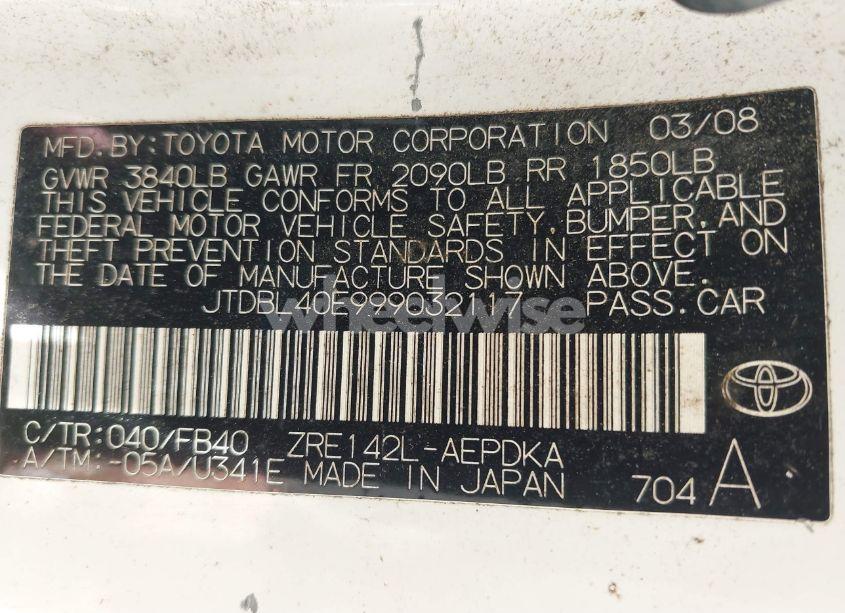 MFD. BY: TOYOTA MOTOR CORPORATION 03/08
GVWR 3840LB GAWR FR 2090LB RR 1850LB
THIS VEHICLE CONFORMS TO ALL APPLICABLE
FEDERAL MOTOR VEHICLE SAFETY, BUMPER, AND
THEFT PREVENTION STANDARDS IN EFFECT ON
THE DATE OF MANUFACTURE SHOWN ABOVE.
JTDBL40E999032117 PASS. CAR
wheelwise
C/TR: 040/FB40 ZRE142L-AEPDKA
A/TM: -05A/U341E MADE IN JAPAN 704 A